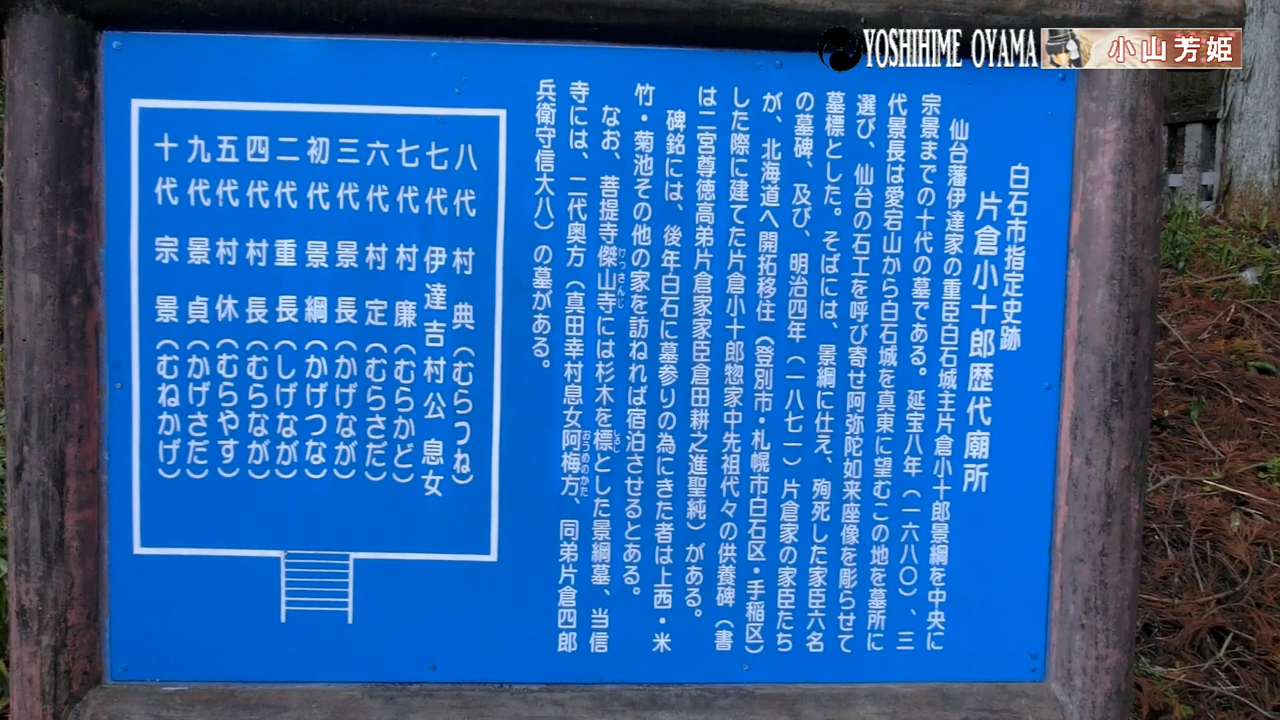 YOSHIHIME OYAMA
小山芳姫
白石市指定史跡
片倉小十郎歴代廟所
仙台藩伊達家の重臣白石城主片倉小十郎景綱を中央に
宗景までの十代の墓である。延宝八年（一六八〇）、三
代景長は愛宕山から白石城を真東に望むこの地を墓所に
選び、仙台の石工を呼び寄せ阿弥陀如来座像を彫らせて
墓標とした。そばには、景綱に仕え、殉死した家臣六名
の墓碑、及び、明治四年（一八七一）片倉家の家臣たち
が、北海道へ開拓移住（登別市・札幌市白石区・手稲区）
した際に建てた片倉小十郎惣家中先祖代々の供養碑（書
は二宮尊徳高弟片倉家家臣倉田耕之進聖純）がある。
碑銘には、後年白石に墓参りの為にきた者は上西・米
竹・菊池その他の家を訪ねれば宿泊させるとある。
なお、菩提寺傑山寺には杉木を標とした景綱墓、当信
けっさんじ
しるし
寺には、二代奥方（真田幸村息女阿梅方、同弟片倉四郎
おうめのかた
兵衛守信大八）の墓がある。
八代 村典（むらつね）
七代 伊達吉村公 息女
七代 村廉（むらかど）
六代 村定（むらさだ）
三代 景長（かげなが）
初代 景綱（かげつな）
二代 重長（しげなが）
四代 村長（むらなが）
五代 村休（むらやす）
九代 景貞（かげさだ）
十代 宗景（むねかげ）